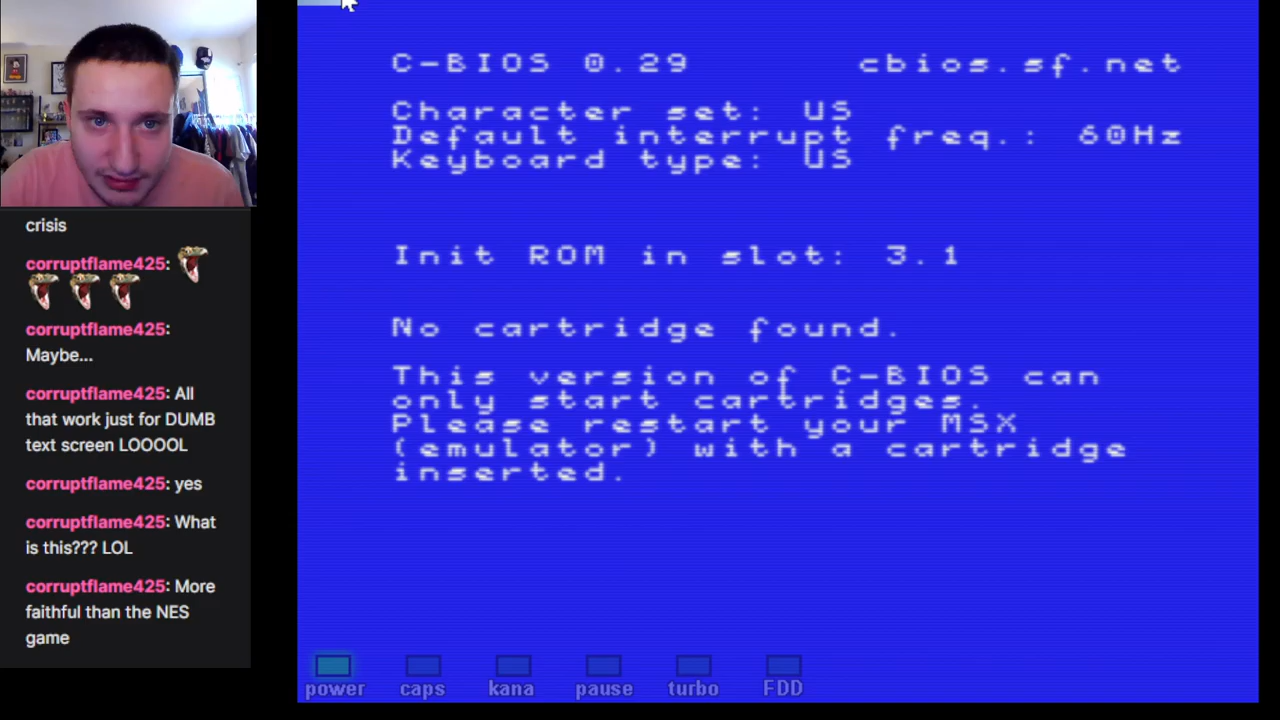 crisis
corruptflame425:
corruptflame425:
Maybe...
corruptflame425: All
that work just for DUMB
text screen LOOOOL
corruptflame425: yes
corruptflame425: What
is this??? LOL
corruptflame425: More
faithful than the NES
game
C-BIOS 0.29 cbios.sf.net
Character set: US
Default interrupt freq.: 60Hz
Keyboard type: US
Init ROM in slot: 3.1
No cartridge found.
This version of C-BIOS can
only start cartridges.
Please restart your MSX
(emulator) with a cartridge
inserted.
power caps kana pause turbo FDD